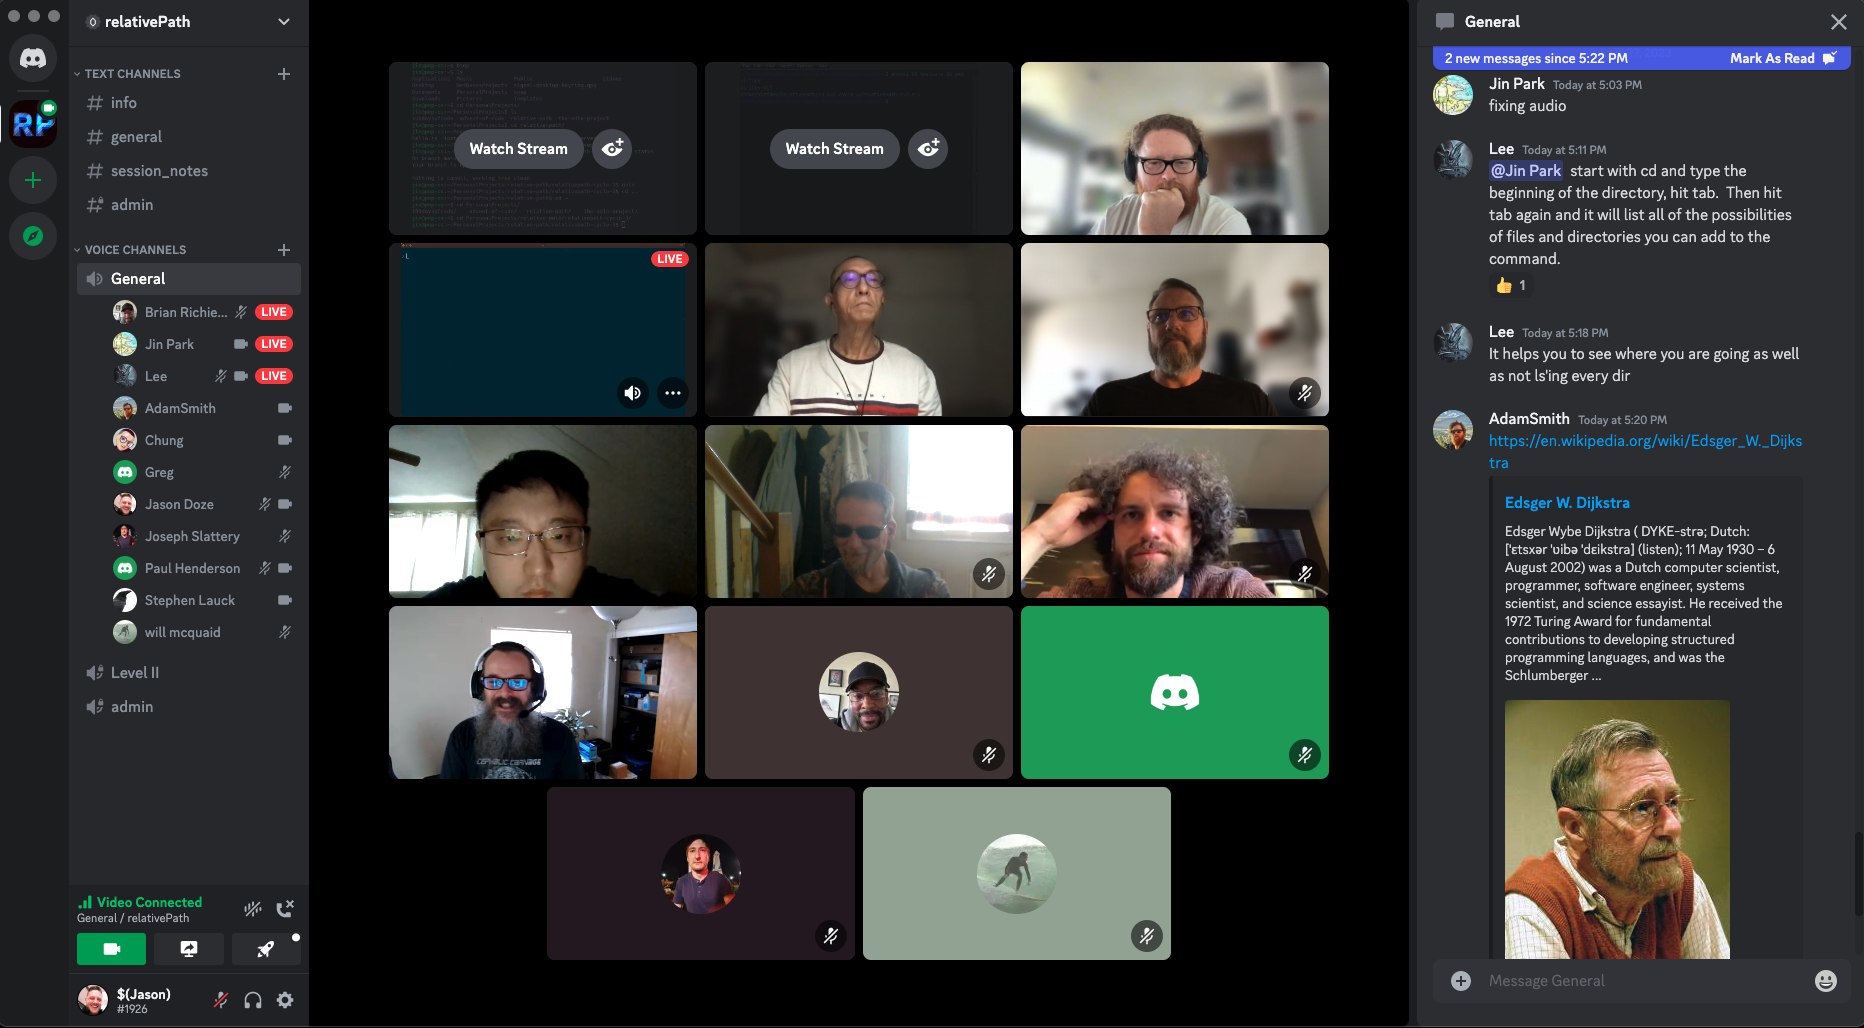 relativePath
TEXT CHANNELS
info
general
session_notes
admin
VOICE CHANNELS
General
Brian Richie... LIVE
Jin Park LIVE
Lee LIVE
AdamSmith
Chung
Greg
Jason Doze
Joseph Slattery
Paul Henderson
Stephen Lauck
will mcquaid
Level II
admin
Video Connected
General / relativePath
$(Jason)
#1926
RP
Watch Stream
Watch Stream
LIVE
General
2 new messages since 5:22 PM Mark As Read
Jin Park Today at 5:03 PM
fixing audio
Lee Today at 5:11 PM
@Jin Park start with cd and type the
beginning of the directory, hit tab. Then hit
tab again and it will list all of the possibilities
of files and directories you can add to the
command.
👍 1
Lee Today at 5:18 PM
It helps you to see where you are going as well
as not ls'ing every dir
AdamSmith Today at 5:20 PM
https://en.wikipedia.org/wiki/Edsger_W._Dijks
tra
Edsger W. Dijkstra
Edsger Wybe Dijkstra ( DYKE-strə; Dutch:
[ˈɛtsxər ˈʋibə ˈdɛikstra] (listen); 11 May 1930 – 6
August 2002) was a Dutch computer scientist,
programmer, software engineer, systems
scientist, and science essayist. He received the
1972 Turing Award for fundamental
contributions to developing structured
programming languages, and was the
Schlumberger ...
Message General